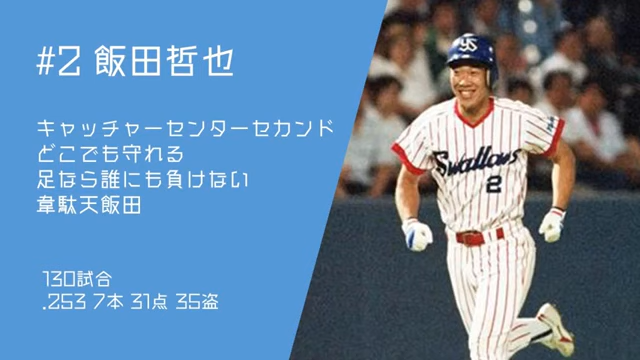 #2 飯田哲也
キャッチャーセンターセカンド
どこでも守れる
足なら誰にも負けない
韋駄天飯田
130試合
.253 7本 31点 35盗
YS
Swallows
2